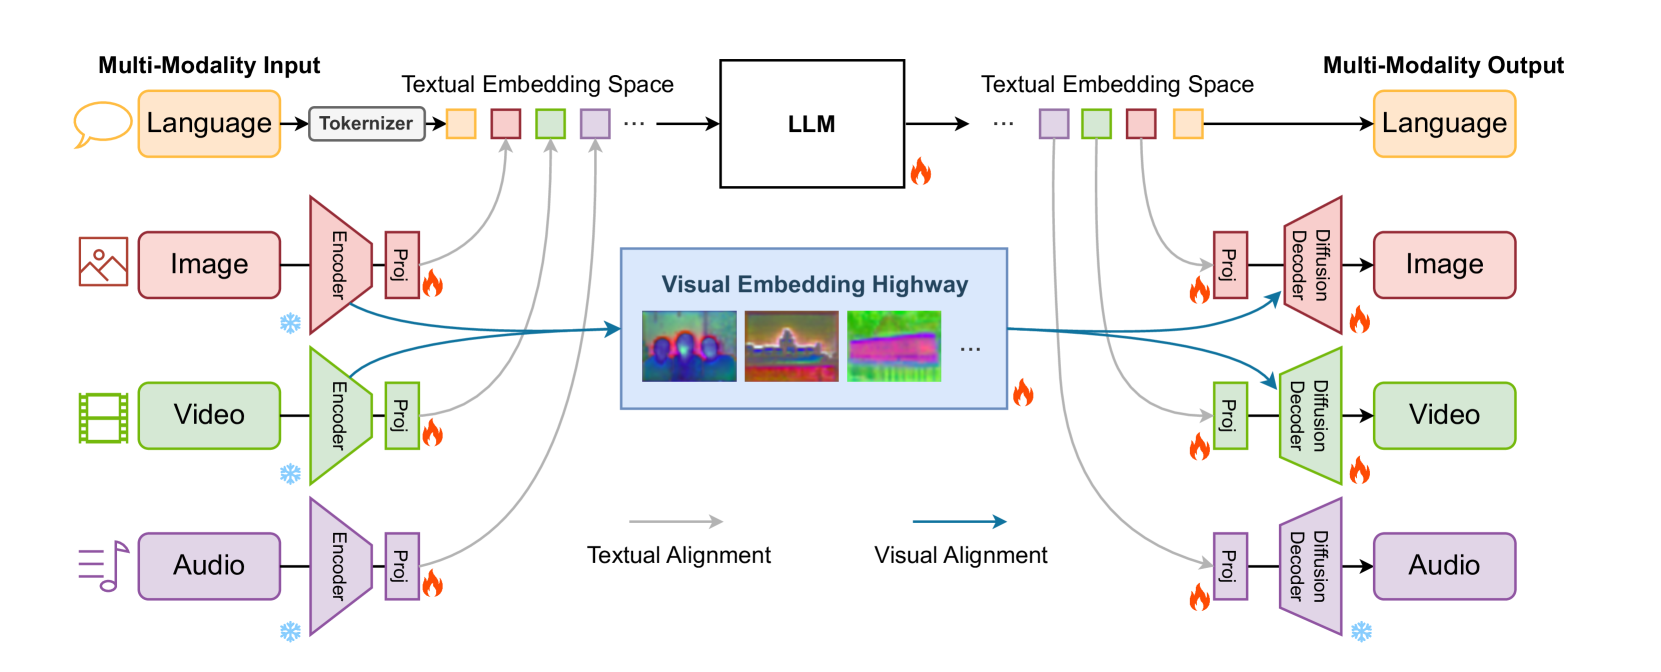 Multi-Modality Input
Textual Embedding Space
Textual Embedding Space
Multi-Modality Output
Language
Tokernizer
...
LLM
...
Language
Image
Encoder
Proj
Visual Embedding Highway
...
Proj
Diffusion
Decoder
Image
Video
Encoder
Proj
Proj
Diffusion
Decoder
Video
Audio
Encoder
Proj
Textual Alignment
Visual Alignment
Proj
Diffusion
Decoder
Audio